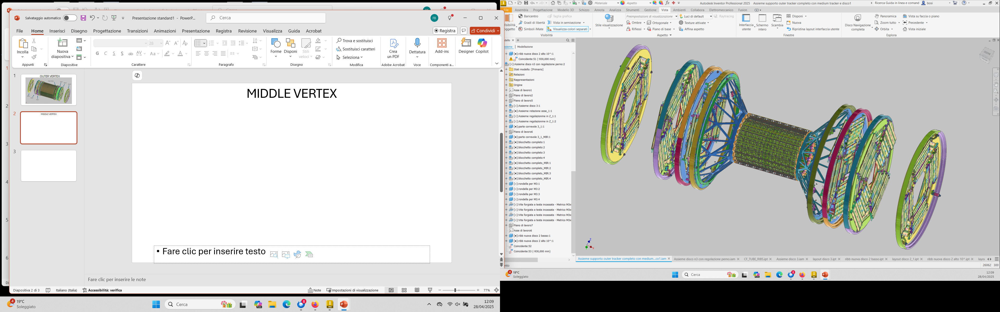 Salvataggio automatico
Presentazione standard1 - PowerP...
Cerca
FB
File Home Inserisci Disegno Progettazione Transizioni Animazioni Presentazione Registra Revisione Visualizza Guida Acrobat
Registra
Condividi
Incolla
Appunti
Nuova
diapositiva
Diapositive
28
Carattere
Paragrafo
Forme
Disponi
Stili
veloci
Disegno
Trova e sostituisci
Sostituisci caratteri
Seleziona
Modifica
Crea
un PDF
Adobe Acrobat
Dettatura
Voce
Add-ins
Componenti a...
Designer
Copilot
1
OUTER VERTEX
2
MIDDLE VERTEX
3
1
2
3
4
5
6
MIDDLE VERTEX
• Fare clic per inserire testo
Fare clic per inserire le note
Diapositiva 2 di 3
Italiano (Italia)
Accessibilità: verifica
Note
Impostazioni di visualizzazione
77%
4
19°C
Soleggiato
Cerca
8
12:09
28/04/2025
Materiale
Aspetto
Autodesk Inventor Professional 2025 Assieme supporto outer tracker completo con medium tracker e disco1
Ricerca Guida in linea e comand
bosi
File Assembla Progettazione Modello 3D Schizzo Annota Analizza Strumenti Gestione Vista Ambienti Collabora Elettromeccanico Fusion
Baricentro
Gradi di libertà
Simboli iMate
Taglia grafica
Vista in semisezione
Visualizza colori separati
Visibilità
Stile visualizzazione
Preimpostazioni di visualizzazione
Ombre
Riflessi
Ortogonale
Piano di base
Luci di default
Texture attivate
Affina aspetto
Raytracing
Aspetto
Interfaccia
utente
Schermo
intero
Scambia
Disponi
Nuova
Ripristina layout interfaccia utente
Finestre
Disco Navigazione
completa
Panoramica
Zoom tutto
Orbita
Vista su faccia o piano
Precedente
Vista iniziale
Esplora
Modellazione
[●]:ribb nuova disco 2 alto 10^:1
Coincidente:51 (-930,000 mm)
[○]:Assieme disco n3 con regolazione perno:2
Stati modello: [Primario]
Relazioni
Rappresentazioni
Origine
Asse di lavoro1
Piano di lavoro2
Piano di lavoro5
[○]:Assieme disco 3:1
[●]:Assieme rotazione asse_1:1
[○]:Assieme regolazionme in Z_1:1
[○]:Assieme regolazionme in Z_1:2
[●]:parte correvole 3_1:1
Piano di lavoro6
[●]:parte correvole 3_1_MIR:1
[●]:blocchetto completo:1
[●]:blocchetto completo:2
[●]:blocchetto completo:3
[●]:blocchetto completo:4
[●]:blocchetto completo_MIR:1
[●]:blocchetto completo_MIR:2
[●]:blocchetto completo_MIR:3
[●]:blocchetto completo_MIR:4
[○]:rondella per M3:1
[○]:rondella per M3:2
[○]:rondella per M3:3
[○]:rondella per M3:4
[○]:Vite forgiata a testa incassata - Metrico M3x
[○]:Vite forgiata a testa incassata - Metrico M3x
[○]:Vite forgiata a testa incassata - Metrico M3x
[○]:Vite forgiata a testa incassata - Metrico M3x
Piano di lavoro7
Asse di lavoro6
[●]:ribb nuova disco 2 basso:1
[●]:ribb nuova disco 2 alto 10^:1
Coincidente:52
Coincidente:53 (-930,000 mm)
Z
X
Assieme supporto outer tracker completo con medium...co1.iam
Assieme disco n3 con regolazione perno.iam
CF_TUBE_RIBS.ipt
Assieme disco 3.iam
layout disco 3.ipt
ribb nuova disco 2 basso.ipt
layout disco 2_1.ipt
ribb nuova disco 2 alto 10^.ipt
26062 300
4
19°C
Soleggiato
Cerca
8
12:09
28/04/2025